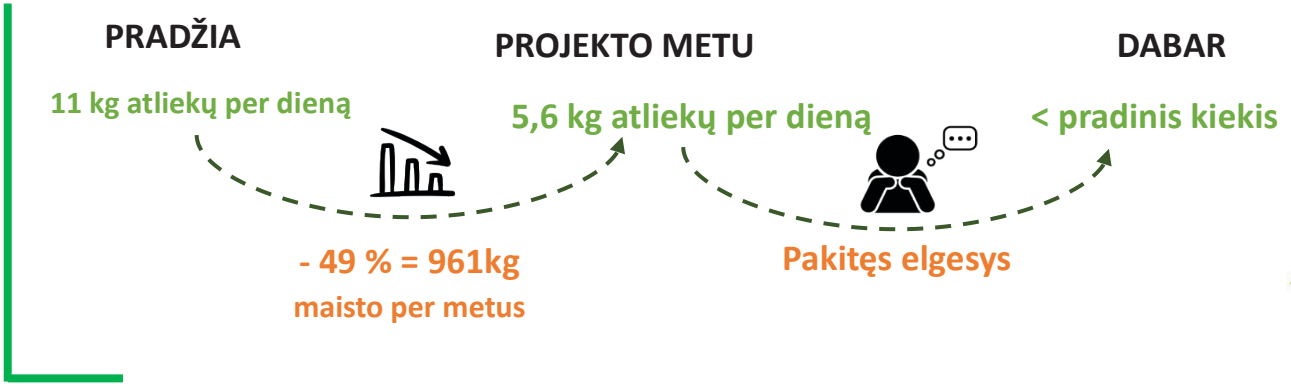 PRADŽIA
11 kg atliekų per dieną
- 49 % = 961kg
maisto per metus
PROJEKTO METU
5,6 kg atliekų per dieną
Pakitęs elgesys
DABAR
< pradinis kiekis